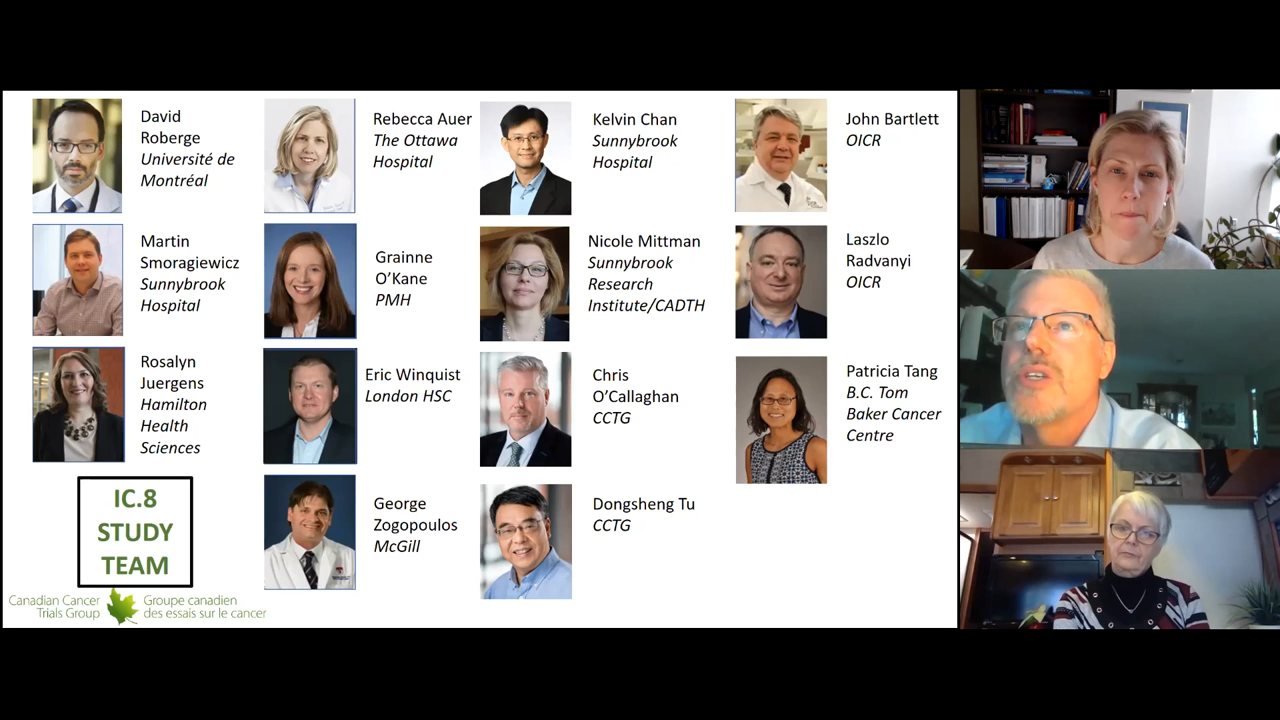 David
Roberge
Université de
Montréal
Rebecca Auer
The Ottawa
Hospital
Kelvin Chan
Sunnybrook
Hospital
John Bartlett
OICR
Martin
Smoragiewicz
Sunnybrook
Hospital
Grainne
O’Kane
PMH
Nicole Mittman
Sunnybrook
Research
Institute/CADTH
Laszlo
Radvanyi
OICR
Rosalyn
Juergens
Hamilton
Health
Sciences
Eric Winquist
London HSC
Chris
O’Callaghan
CCTG
Patricia Tang
B.C. Tom
Baker Cancer
Centre
IC.8
STUDY
TEAM
George
Zogopoulos
McGill
Dongsheng Tu
CCTG
Canadian Cancer
Trials Group
Groupe canadien
des essais sur le cancer